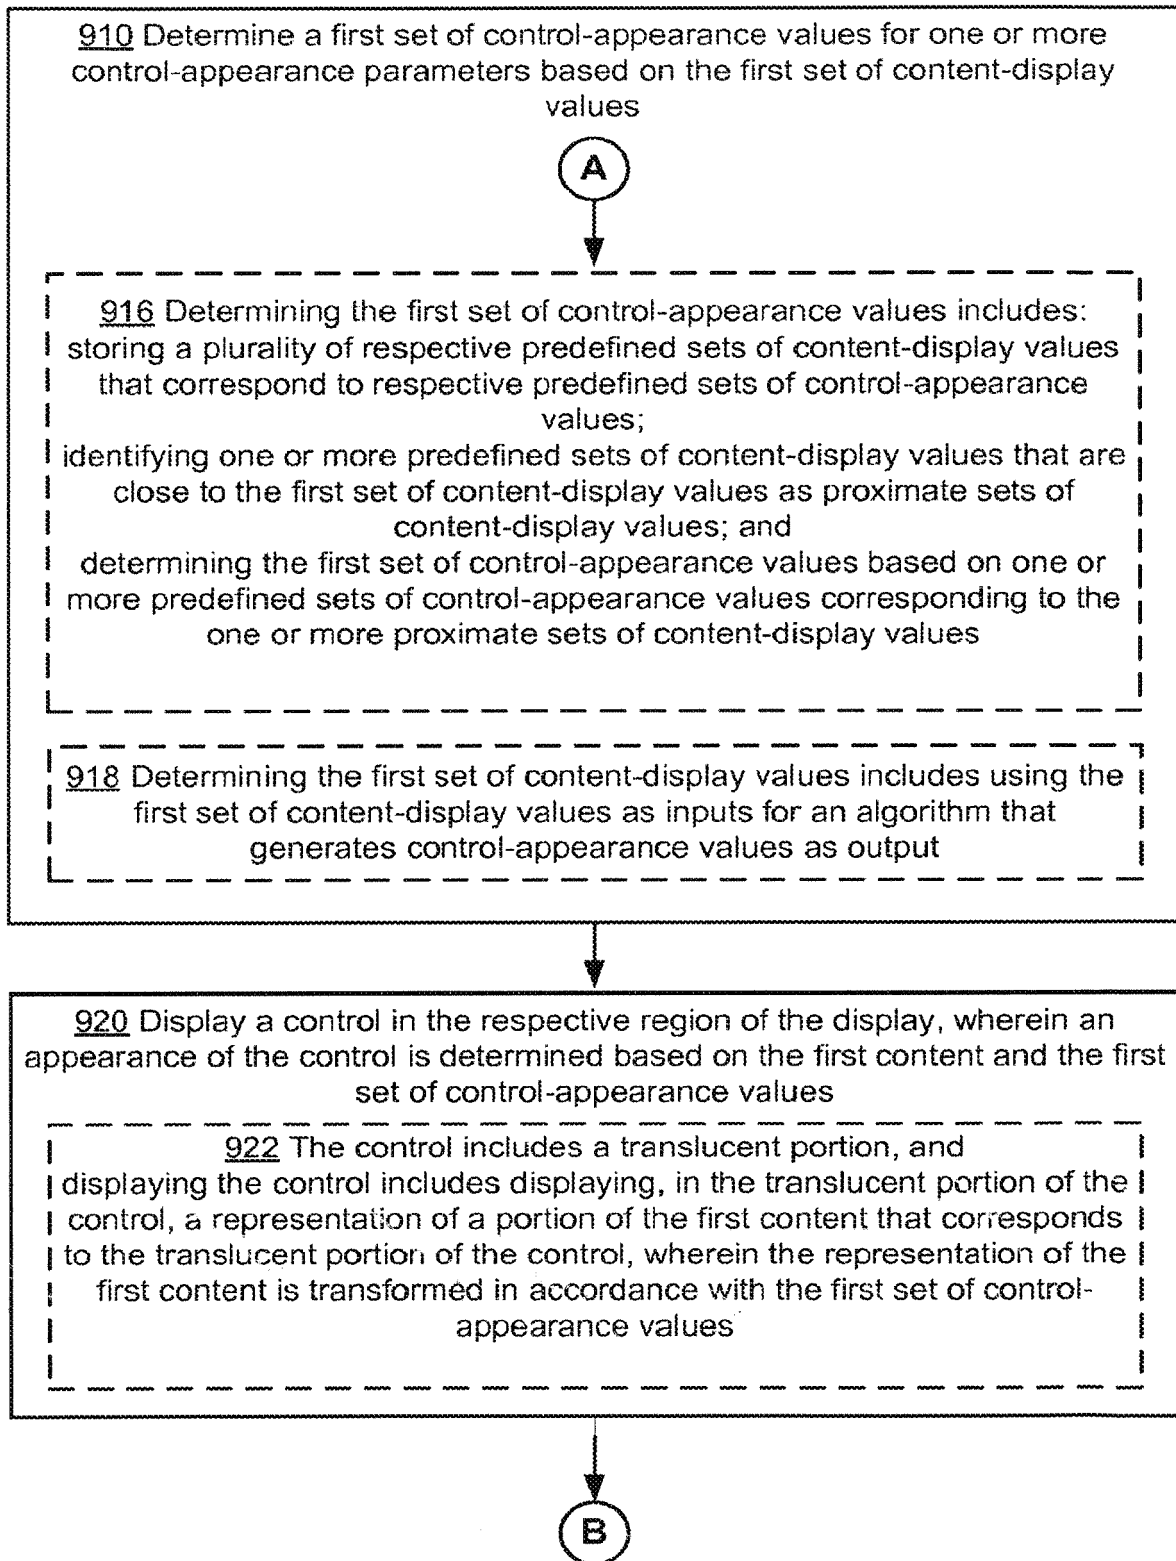 910 Determine a first set of control-appearance values for one or more
control-appearance parameters based on the first set of content-display
values
A
916 Determining the first set of control-appearance values includes:
storing a plurality of respective predefined sets of content-display values
that correspond to respective predefined sets of control-appearance
values;
identifying one or more predefined sets of content-display values that are
close to the first set of content-display values as proximate sets of
content-display values; and
determining the first set of control-appearance values based on one or
more predefined sets of control-appearance values corresponding to the
one or more proximate sets of content-display values
918 Determining the first set of content-display values includes using the
first set of content-display values as inputs for an algorithm that
generates control-appearance values as output
920 Display a control in the respective region of the display, wherein an
appearance of the control is determined based on the first content and the first
set of control-appearance values
922 The control includes a translucent portion, and
displaying the control includes displaying, in the translucent portion of the
control, a representation of a portion of the first content that corresponds
to the translucent portion of the control, wherein the representation of the
first content is transformed in accordance with the first set of control-
appearance values
B